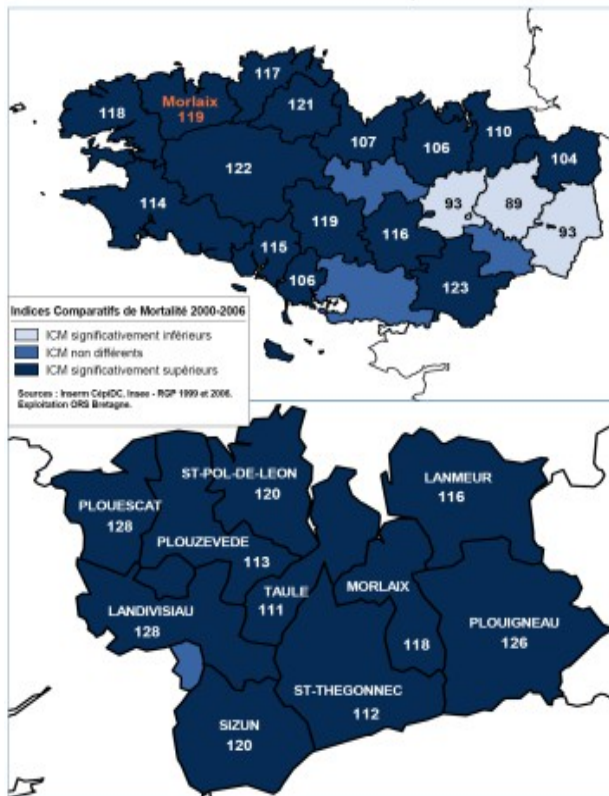 117
Morlaix
119
118
121
107
106
110
104
122
93
89
93
114
119
116
115
106
123
Indices Comparatifs de Mortalité 2000-2006
ICM significativement inférieurs
ICM non différents
ICM significativement supérieurs
Sources : Inserm CépiDC, Insee - RGP 1999 et 2006.
Exploitation ORS Bretagne.
ST-POL-DE-LEON
120
LANMEUR
116
PLOUESCAT
128
PLOUZEVEDE
113
TAULE
111
MORLAIX
118
LANDIVISIAU
128
PLOUIGNEAU
126
ST-THEGONNEC
112
SIZUN
120